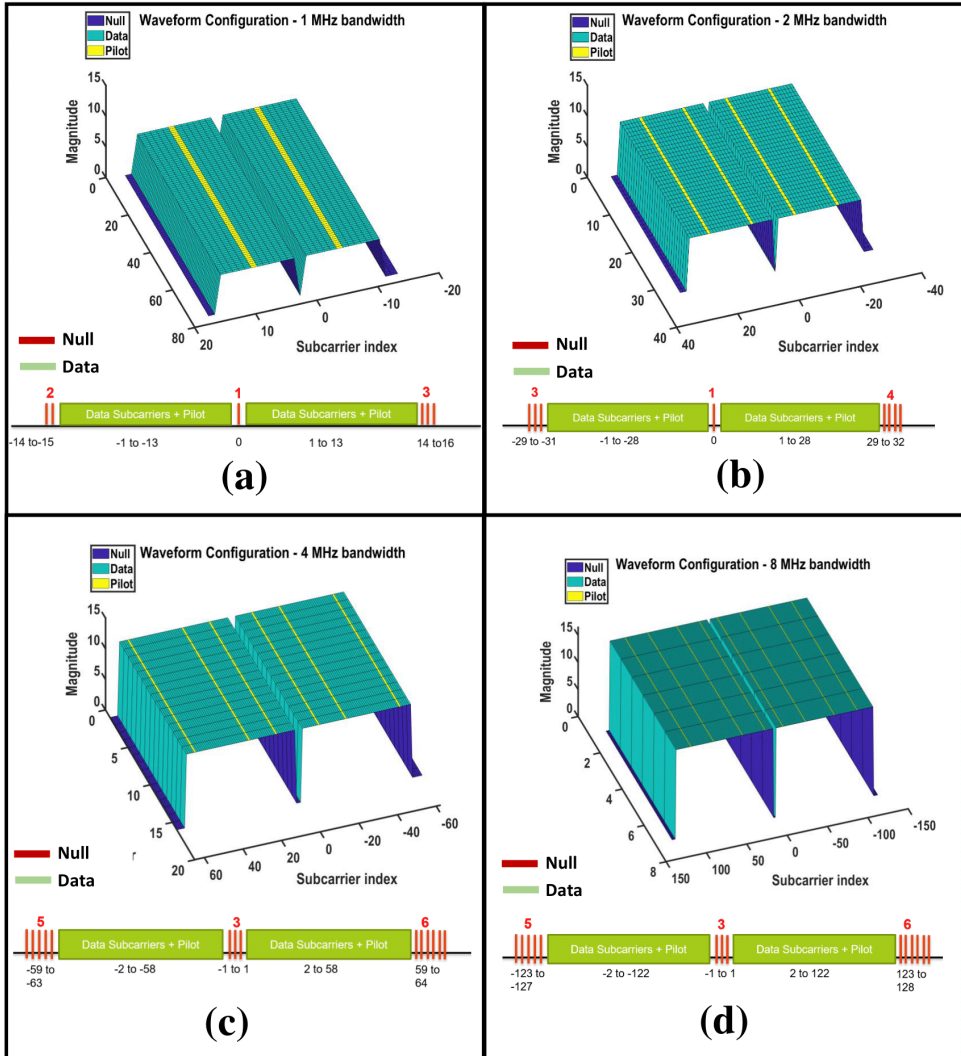 Waveform Configuration - 1 MHz bandwidth
Null
Data
Pilot
Magnitude
15
10
5
0
0
20
40
60
80
20
10
0
-10
-20
Subcarrier index
Null
Data
2
1
3
Data Subcarriers + Pilot
Data Subcarriers + Pilot
-14 to-15
-1 to-13
0
1 to 13
14 to16
(a)
Waveform Configuration - 2 MHz bandwidth
Null
Data
Pilot
Magnitude
15
10
5
0
0
10
20
30
40
40
20
0
-20
-40
Subcarrier index
Null
Data
3
1
4
Data Subcarriers + Pilot
Data Subcarriers + Pilot
-29 to -31
-1 to -28
0
1 to 28
29 to 32
(b)
Waveform Configuration - 4 MHz bandwidth
Null
Data
Pilot
Magnitude
15
10
5
0
0
5
10
15
20
60
40
20
0
-20
-40
-60
Subcarrier index
Null
Data
5
3
6
Data Subcarriers + Pilot
Data Subcarriers + Pilot
-59 to
-63
-2 to -58
-1 to 1
2 to 58
59 to
64
(c)
Waveform Configuration - 8 MHz bandwidth
Null
Data
Pilot
Magnitude
15
10
5
0
0
2
4
6
8
150
100
50
0
-50
-100
-150
Subcarrier index
Null
Data
5
3
6
Data Subcarriers + Pilot
Data Subcarriers + Pilot
-123 to
-127
-2 to -122
-1 to 1
2 to 122
123 to
128
(d)